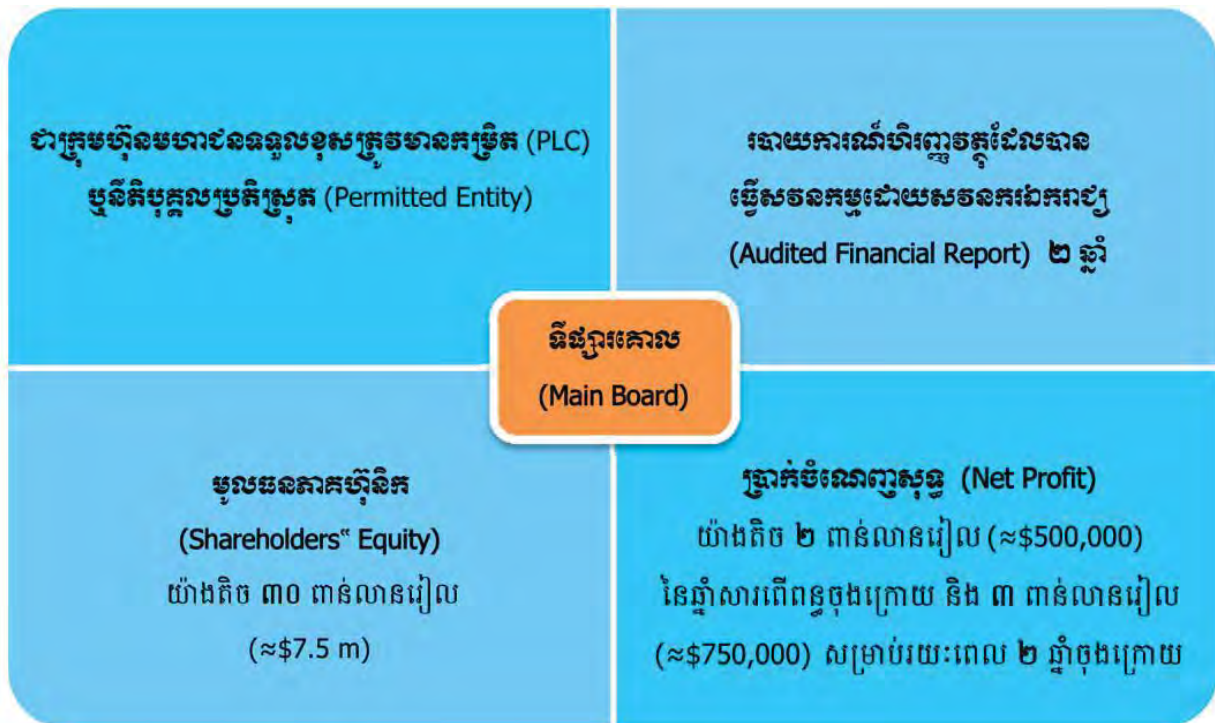 ជាក្រុមហ៊ុនមហាជនទទួលខុសត្រូវមានកម្រិត (PLC)
ឬនីតិបុគ្គលប្រតិស្រុត (Permitted Entity)
របាយការណ៍ហិរញ្ញវត្ថុដែលបាន
ធ្វើសវនកម្មដោយសវនករឯករាជ្យ
(Audited Financial Report) ២ ឆ្នាំ
ទីផ្សារគោល
(Main Board)
មូលធនភាគហ៊ុនិក
(Shareholders‟ Equity)
យ៉ាងតិច ៣០ ពាន់លានរៀល
(≈$7.5 m)
ប្រាក់ចំណេញសុទ្ធ (Net Profit)
យ៉ាងតិច ២ ពាន់លានរៀល (≈$500,000)
នៃឆ្នាំសារពើពន្ធចុងក្រោយ និង ៣ ពាន់លានរៀល
(≈$750,000) សម្រាប់រយៈពេល ២ ឆ្នាំចុងក្រោយ